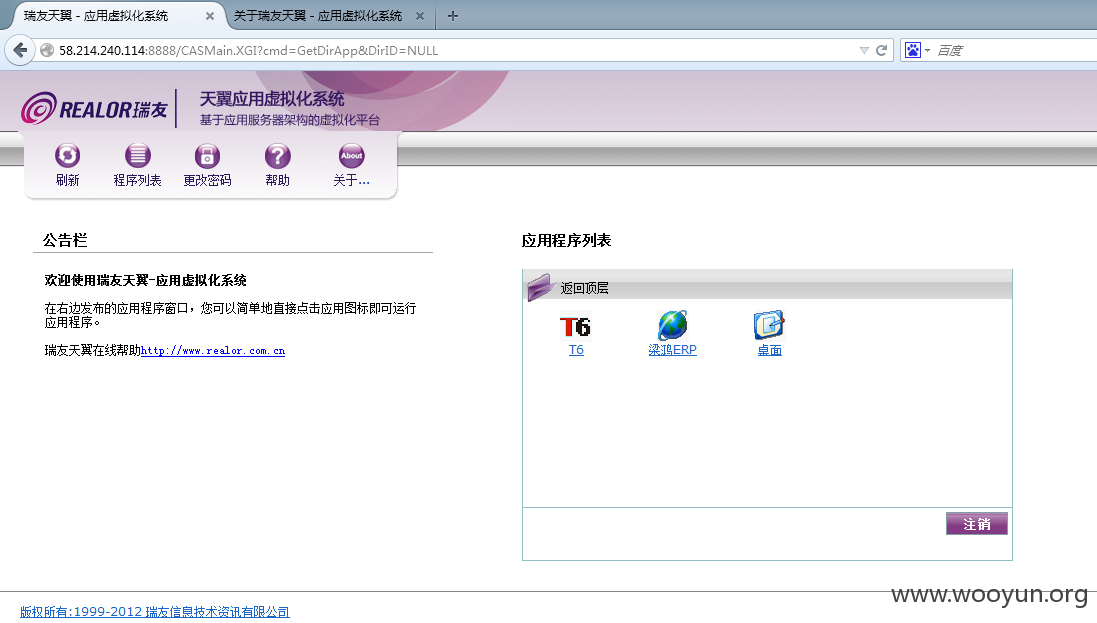 瑞友天翼 - 应用虚拟化系统
关于瑞友天翼 - 应用虚拟化系统
58.214.240.114:8888/CASMain.XGI?cmd=GetDirApp&DirID=NULL
百度
REALOR瑞友
天翼应用虚拟化系统
基于应用服务器架构的虚拟化平台
About
刷新
程序列表
更改密码
帮助
关于...
公告栏
欢迎使用瑞友天翼-应用虚拟化系统
在右边发布的应用程序窗口，您可以简单地直接点击应用图标即可运行
应用程序。
瑞友天翼在线帮助http://www.realor.com.cn
应用程序列表
返回顶层
T6
T6
梁鸿ERP
桌面
注销
www.wooyun.org
版权所有:1999-2012 瑞友信息技术资讯有限公司